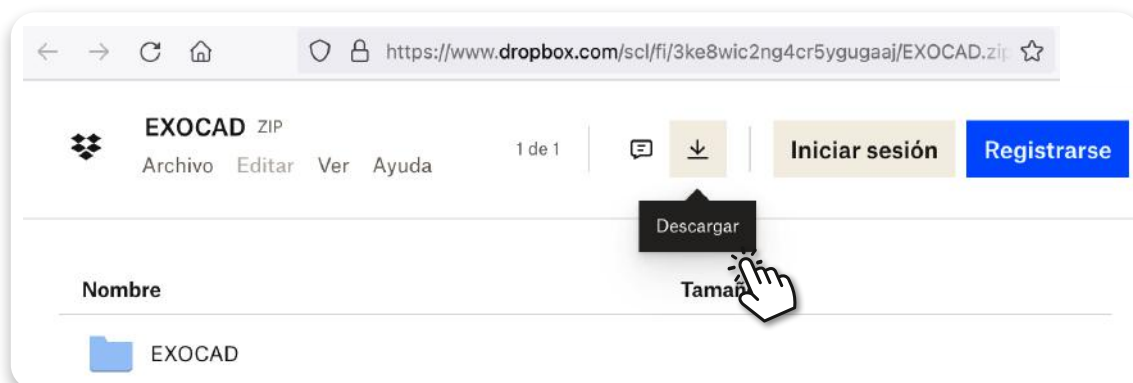 https://www.dropbox.com/scl/fi/3ke8wic2ng4cr5ygugaaj/EXOCAD.zip
EXOCAD ZIP
Archivo Editar Ver Ayuda
1 de 1
Iniciar sesión
Registrarse
Descargar
Nombre
EXOCAD